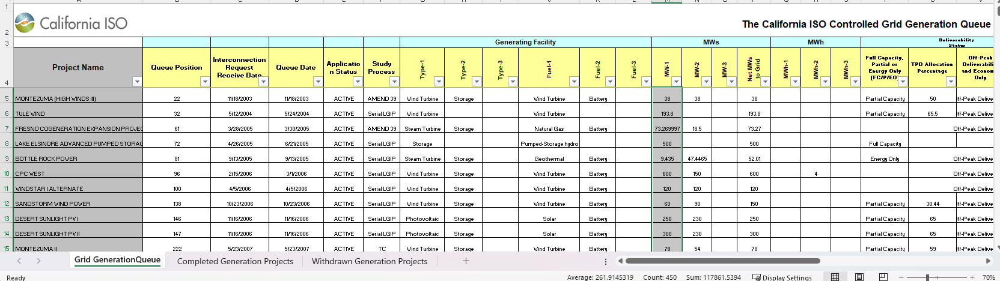 California ISO
The California ISO Controlled Grid Generation Queue
Generating Facility MWs MWh Deliverability Status
Project Name Queue Position Interconnection Request Receive Date Queue Date Applicatio n Status Study Process Type-1 Type-2 Type-3 Fuel-1 Fuel-2 Fuel-3 MW-1 MW-2 MW-3 Net MWs to Grid MWh-1 MWh-2 MWh-3 Full Capacity, Partial or Energy Only (FC/P/EO) TPD Allocation Percentage Off-Peak Deliverabili and Econom Only
5 MONTEZUMA (HIGH WINDS III) 22 11/18/2003 11/18/2003 ACTIVE AMEND 39 Wind Turbine Storage Wind Turbine Battery 38 38 38 Partial Capacity 50 Off-Peak Delive
6 TULE WIND 32 5/12/2004 5/24/2004 ACTIVE Serial LGIP Wind Turbine Wind Turbine 193.8 193.8 Partial Capacity 65.5 Off-Peak Delive
7 FRESNO COGENERATION EXPANSION PROJEC 61 3/28/2005 3/30/2005 ACTIVE AMEND 39 Steam Turbine Storage Natural Gas Battery 73.269997 18.5 73.27 Off-Peak Delive
8 LAKE ELSINORE ADVANCED PUMPED STORAG 72 4/26/2005 6/21/2005 ACTIVE Serial LGIP Storage Pumped-Storage hydro 500 500 Full Capacity
9 BOTTLE ROCK POWER 81 9/13/2005 9/13/2005 ACTIVE Serial LGIP Steam Turbine Storage Geothermal Battery 9.435 47.4465 52.01 Energy Only Off-Peak Delive
10 CPC WEST 96 2/15/2006 3/1/2006 ACTIVE Serial LGIP Wind Turbine Storage Wind Turbine Battery 600 150 600 4 Off-Peak Delive
11 WINDSTAR I ALTERNATE 100 4/5/2006 4/5/2006 ACTIVE Serial LGIP Wind Turbine Storage Wind Turbine Battery 120 120 120 Off-Peak Delive
12 SANDSTORM WIND POWER 138 10/23/2006 10/23/2006 ACTIVE Serial LGIP Wind Turbine Storage Wind Turbine Battery 60 90 150 Partial Capacity 30.44 Off-Peak Delive
13 DESERT SUNLIGHT PV I 146 11/16/2006 11/16/2006 ACTIVE Serial LGIP Photovoltaic Storage Solar Battery 250 230 250 Partial Capacity 65 Off-Peak Delive
14 DESERT SUNLIGHT PV II 147 11/16/2006 11/16/2006 ACTIVE Serial LGIP Photovoltaic Storage Solar Battery 300 230 300 Partial Capacity 65 Off-Peak Delive
15 MONTEZUMA II 222 5/23/2007 5/23/2007 ACTIVE TC Wind Turbine Storage Wind Turbine Battery 78 54 78 Partial Capacity 59 Off-Peak Delive
Grid GenerationQueue Completed Generation Projects Withdrawn Generation Projects
Ready Average: 261.9145319 Count: 450 Sum: 117861.5394 Display Settings 70%